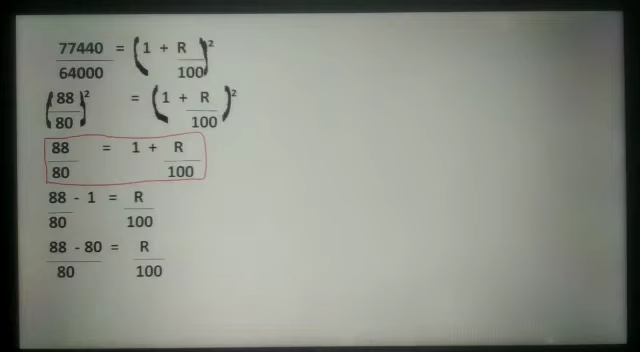 77440 = (1 + R)²
64000 100
(88)² = (1 + R)²
80 100
88 = 1 + R
80 100
88 - 1 = R
80 100
88 - 80 = R
80 100